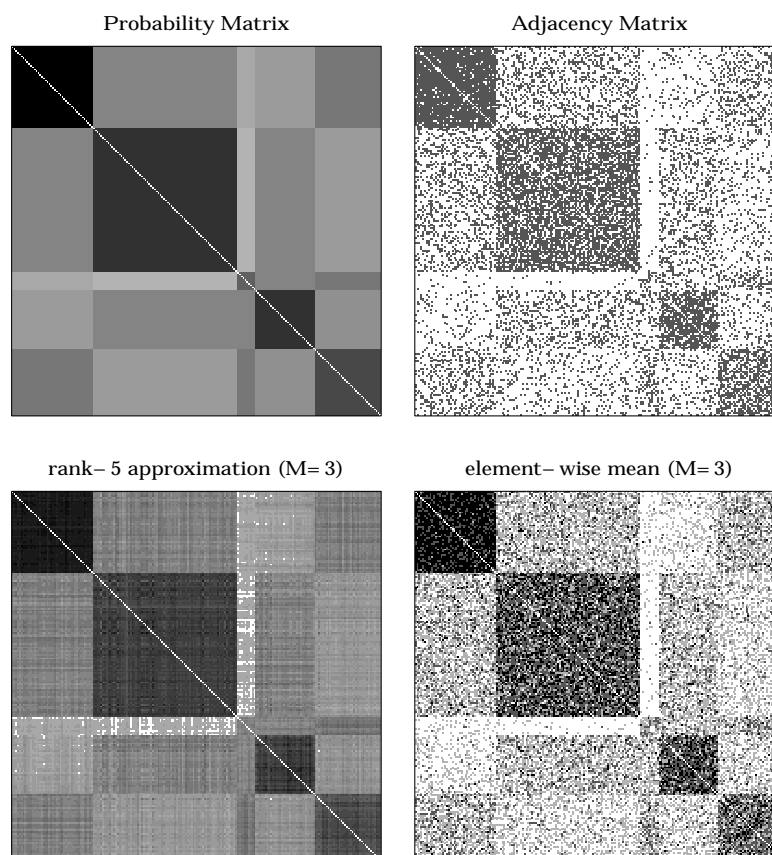 Probability Matrix
Adjacency Matrix
rank−5 approximation (M=3)
element−wise mean (M=3)